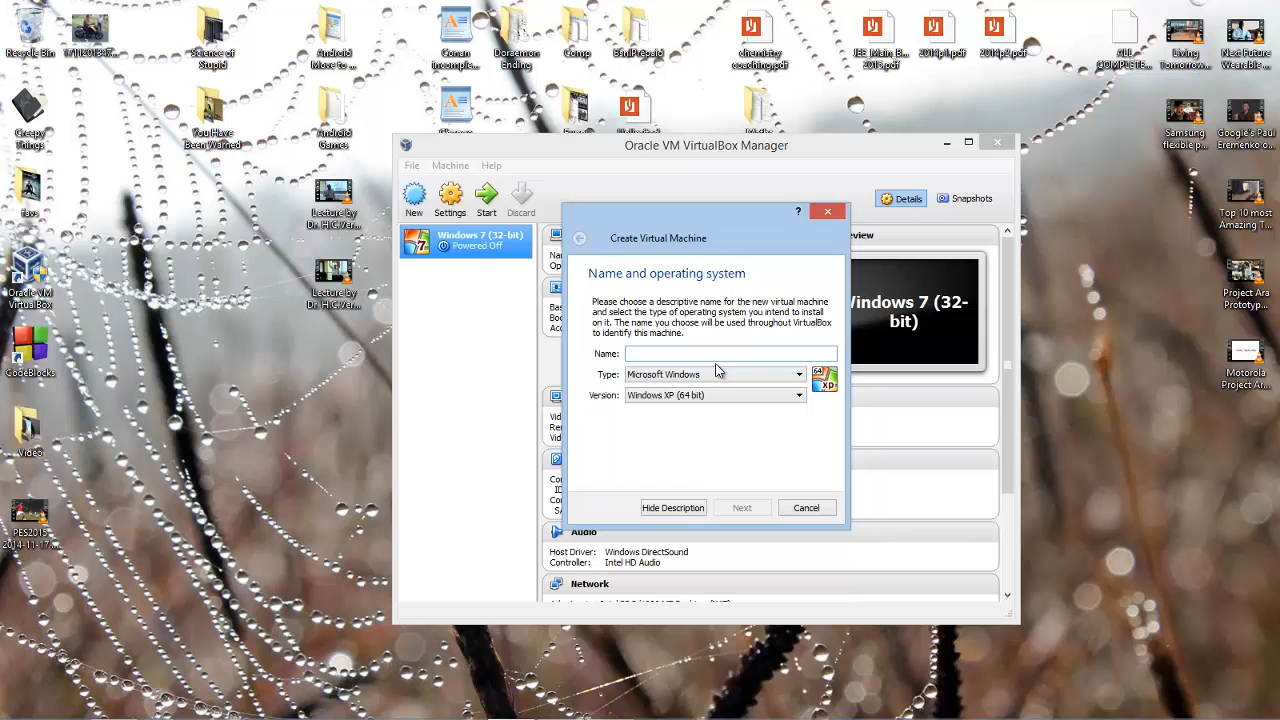 Recycle Bin
Science of
Stupid
Android
Move to ...
Conan
incomple...
Doraemon
Ending
Comp
chemistry
coaching.pdf
JEE_Main_B...
2014p1.pdf
2014p2.pdf
ALL
COMPLETE...
Living
Tomorrow...
Next Future
Wearable ...
Creepy
Things
You Have
Been Warned
Android
Games
Samsung
flexible p...
Google's Paul
Eremenko o...
favs
Lecture by
Dr. H.C.Ver...
Top 10 most
Amazing T...
Oracle VM
VirtualBox
Lecture by
Dr. H.C.Ver...
Project Ara
Prototyp...
CodeBlocks
Motorola
Project Ar...
Video
PES2015
2014-11-17...
Oracle VM VirtualBox Manager
File Machine Help
New Settings Start Discard
Details Snapshots
Windows 7 (32-bit)
Powered Off
Windows 7 (32-
bit)
? 
Create Virtual Machine
Name and operating system
Please choose a descriptive name for the new virtual machine
and select the type of operating system you intend to install
on it. The name you choose will be used throughout VirtualBox
to identify this machine.
Name:
Type: Microsoft Windows
Version: Windows XP (64 bit)
64
xp
Hide Description Next Cancel
Audio
Host Driver: Windows DirectSound
Controller: Intel HD Audio
Network